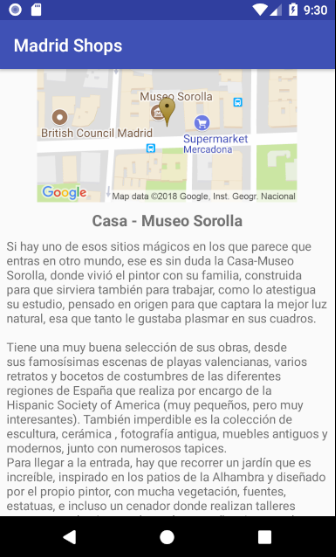 9:30
Madrid Shops
Museo Sorolla
British Council Madrid
Supermarket
Mercadona
Google
Map data ©2018 Google, Inst. Geogr. Nacional
Casa - Museo Sorolla
Si hay uno de esos sitios mágicos en los que parece que
entras en otro mundo, ese es sin duda la Casa-Museo
Sorolla, donde vivió el pintor con su familia, construida
para que sirviera también para trabajar, como lo atestigua
su estudio, pensado en origen para que captara la mejor luz
natural, esa que tanto le gustaba plasmar en sus cuadros.
Tiene una muy buena selección de sus obras, desde
sus famosísimas escenas de playas valencianas, varios
retratos y bocetos de costumbres de las diferentes
regiones de España que realiza por encargo de la
Hispanic Society of America (muy pequeños, pero muy
interesantes). También imperdible es la colección de
escultura, cerámica , fotografía antigua, muebles antiguos y
modernos, junto con numerosos tapices.
Para llegar a la entrada, hay que recorrer un jardín que es
increíble, inspirado en los patios de la Alhambra y diseñado
por el propio pintor, con mucha vegetación, fuentes,
estatuas, e incluso un cenador donde realizan talleres